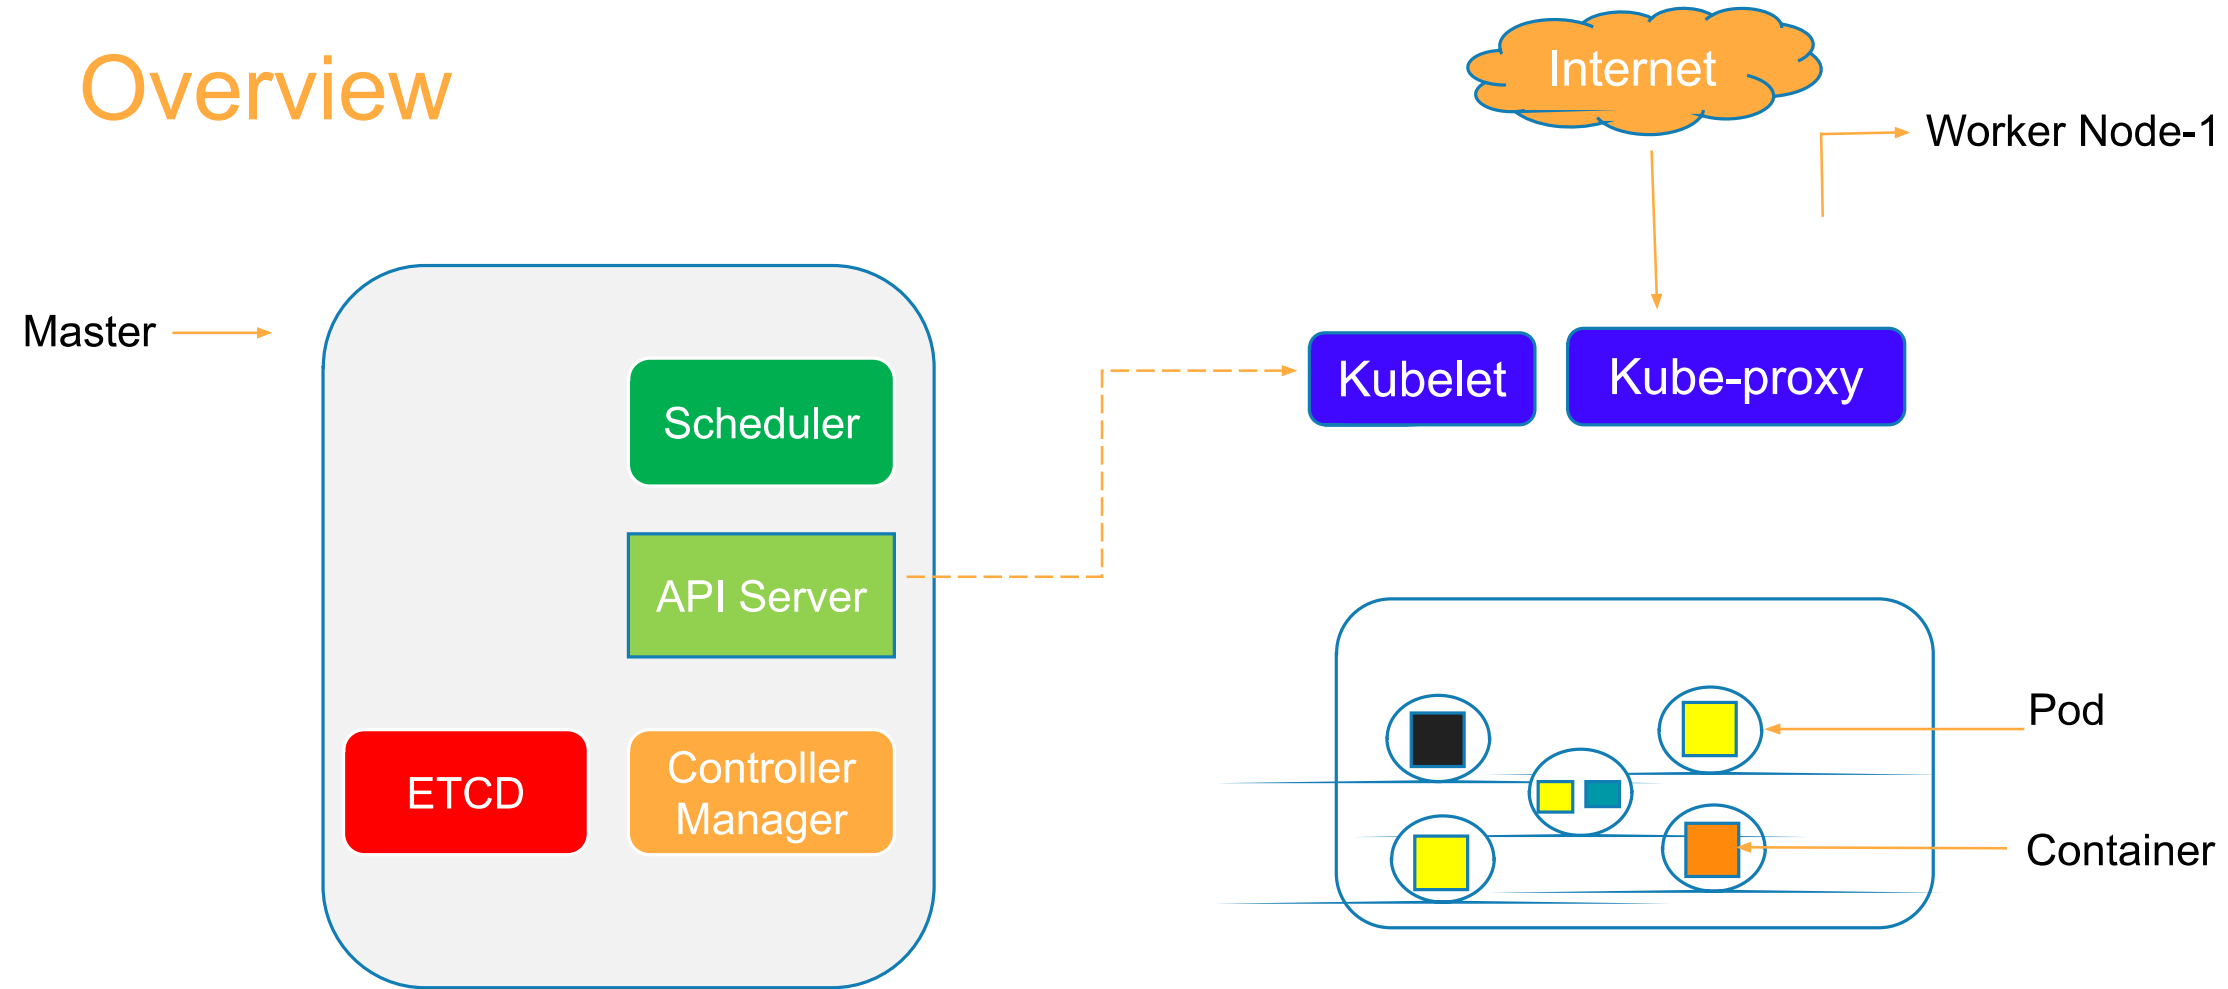 Overview
Internet
Worker Node-1
Master
Scheduler
Kubelet
Kube-proxy
API Server
Pod
ETCD
Controller
Manager
Container